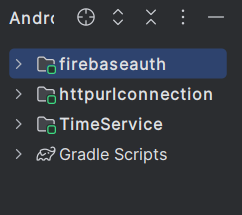 Andro
firebaseauth
httpurlconnection
TimeService
Gradle Scripts